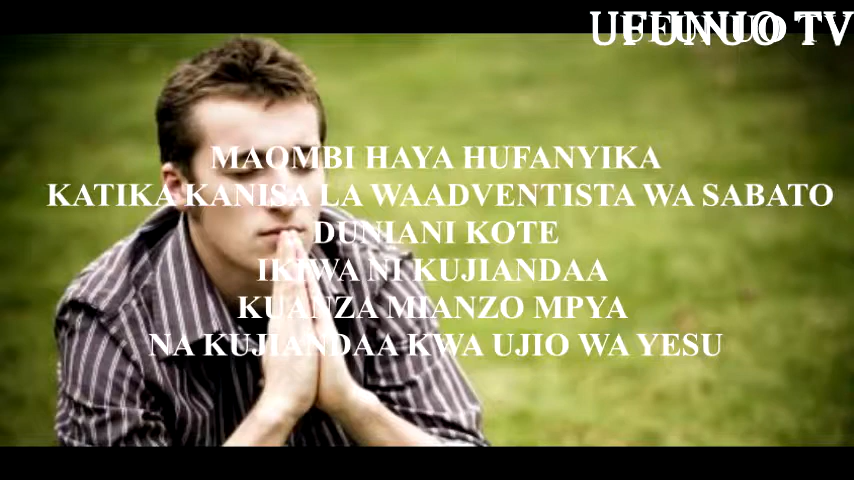 UFUNUO TV
MAOMBI HAYA HUFANYIKA
KATIKA KANISA LA WAADVENTISTA WA SABATO
DUNIANI KOTE
IKIWA NI KUJIANDAA
KUANZA MIANZO MPYA
NA KUJIANDAA KWA UJIO WA YESU